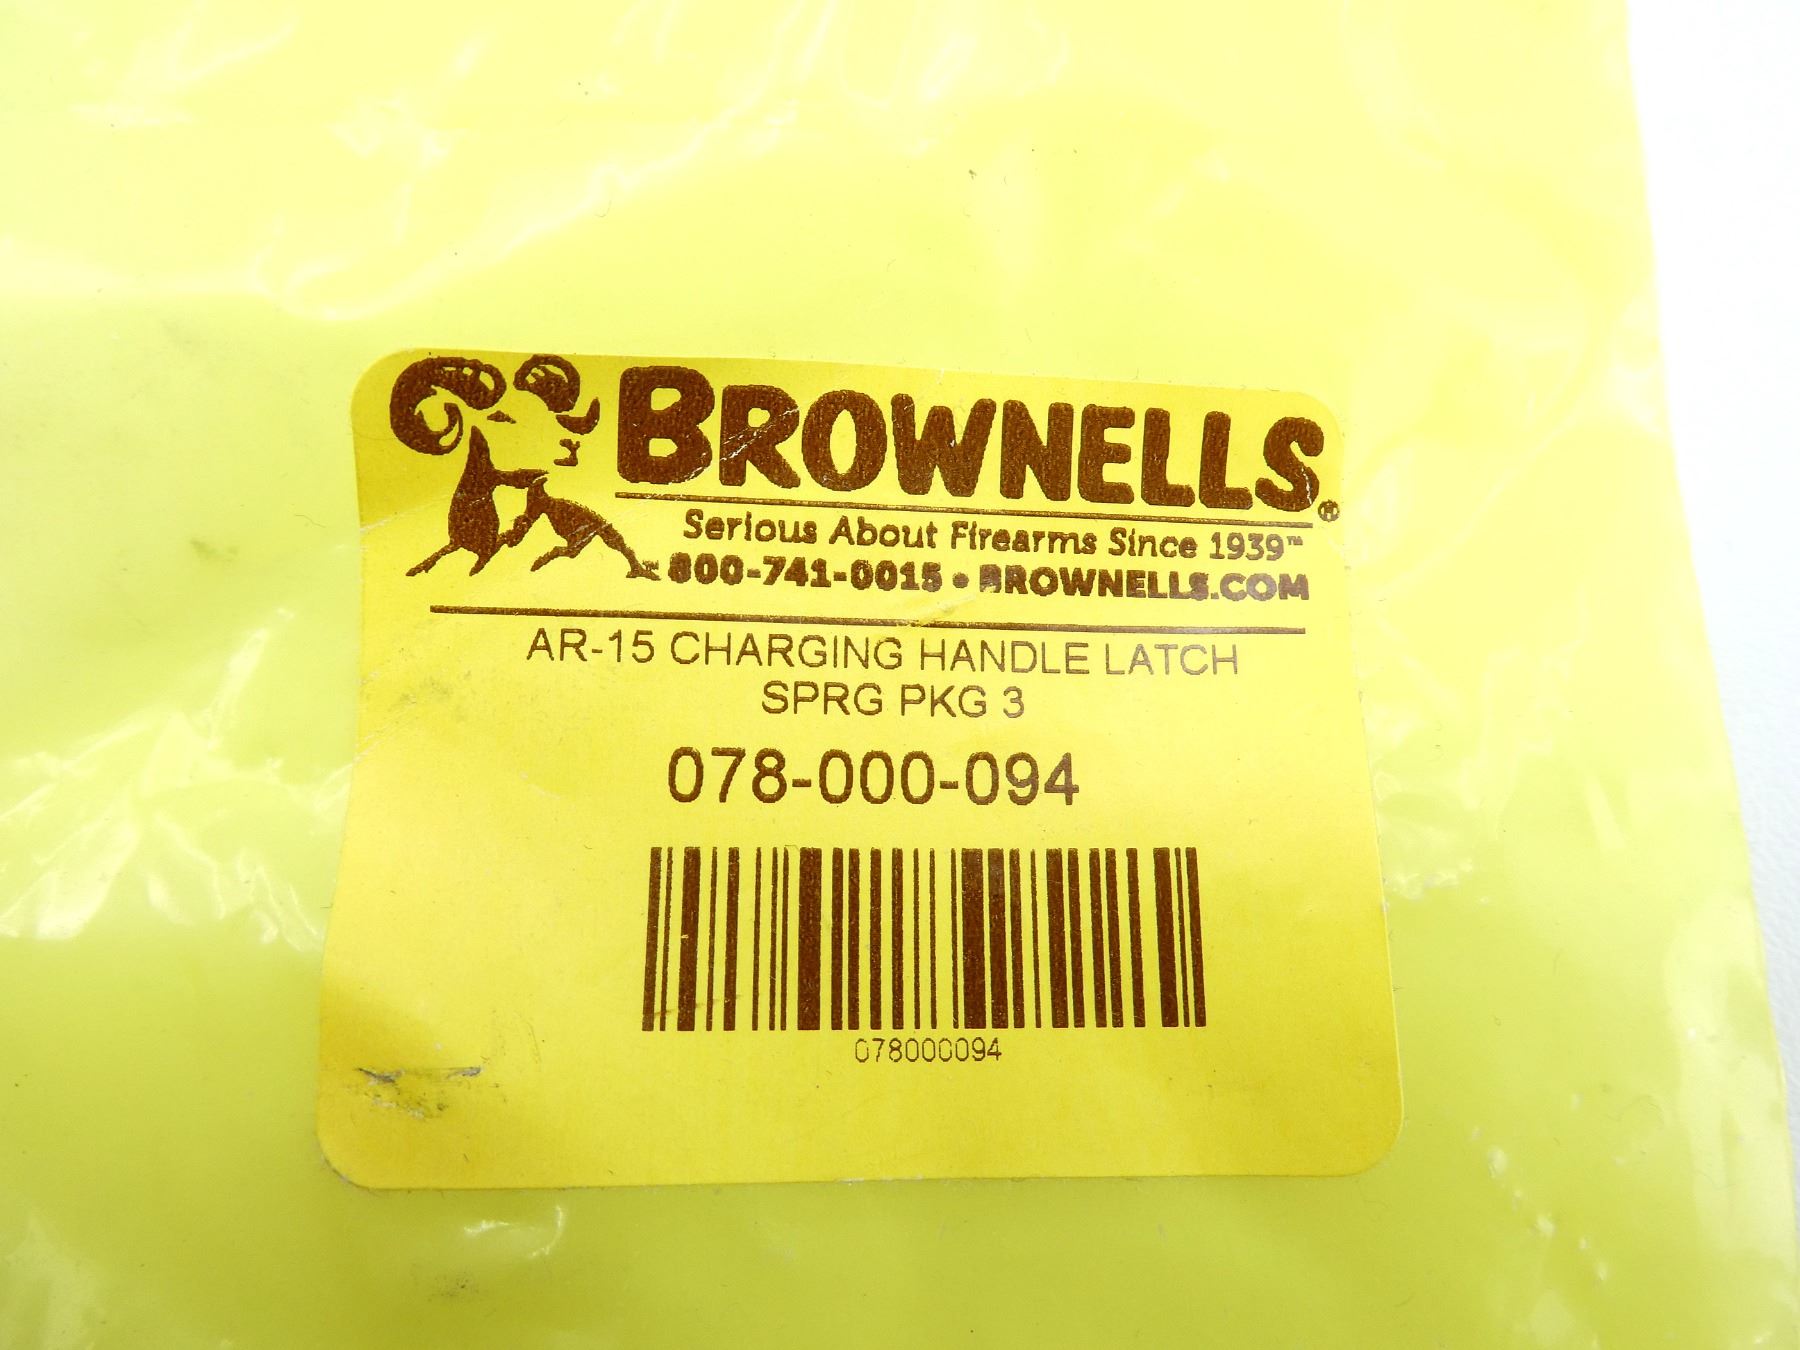 BROWNELLS®
Serious About Firearms Since 1939™
800-741-0015 • BROWNELLS.COM
AR-15 CHARGING HANDLE LATCH
SPRG PKG 3
078-000-094
078000094